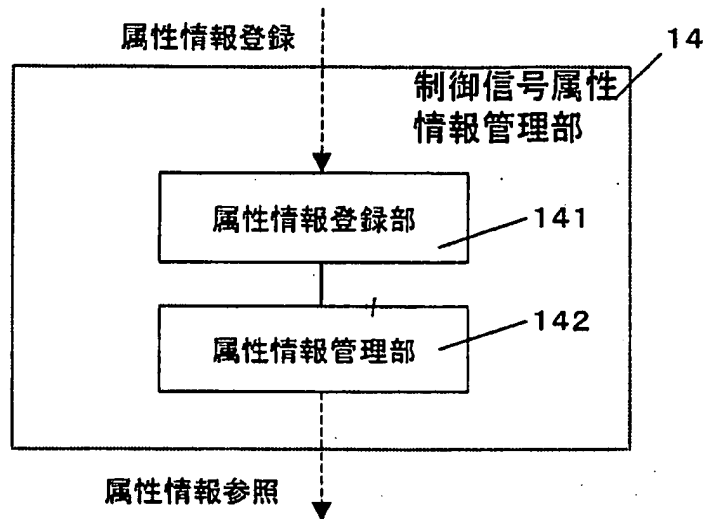 属性情報登録
14
制御信号属性
情報管理部
属性情報登録部
141
属性情報管理部
142
属性情報参照